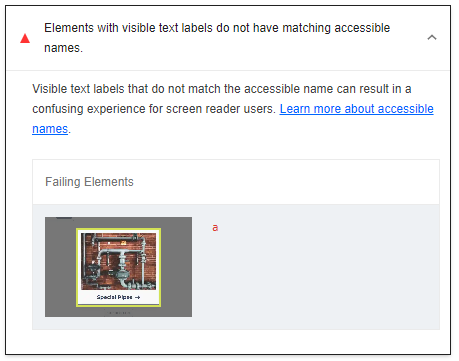 Elements with visible text labels do not have matching accessible
names.
Visible text labels that do not match the accessible name can result in a
confusing experience for screen reader users. Learn more about accessible
names.
Failing Elements
a
Special Pipse →